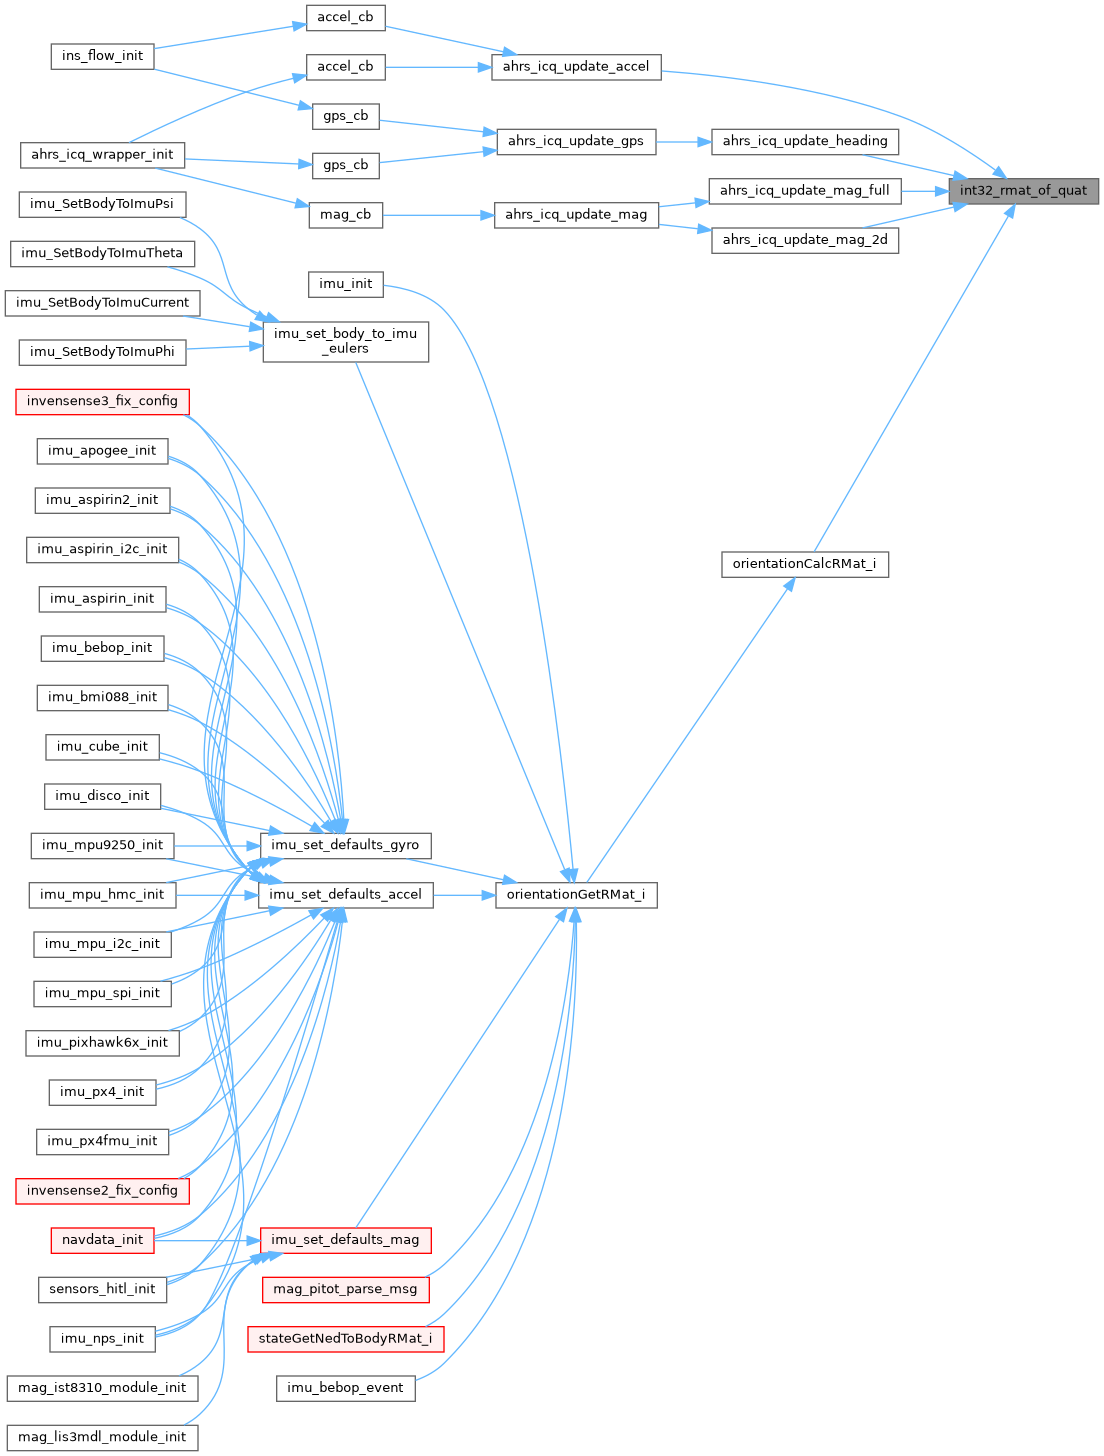 accel_cb
ins_flow_init
accel_cb
ahrs_icq_update_accel
gps_cb
ahrs_icq_wrapper_init
gps_cb
ahrs_icq_update_gps
ahrs_icq_update_heading
imu_SetBodyToImuPsi
mag_cb
ahrs_icq_update_mag
ahrs_icq_update_mag_full
int32_rmat_of_quat
ahrs_icq_update_mag_2d
imu_SetBodyToImuTheta
imu_init
imu_SetBodyToImuCurrent
imu_set_body_to_imu
_eulers
imu_SetBodyToImuPhi
invensense3_fix_config
imu_apogee_init
imu_aspirin2_init
imu_aspirin_i2c_init
orientationCalcRMat_i
imu_aspirin_init
imu_bebop_init
imu_bmi088_init
imu_cube_init
imu_disco_init
imu_mpu9250_init
imu_set_defaults_gyro
imu_mpu_hmc_init
imu_set_defaults_accel
orientationGetRMat_i
imu_mpu_i2c_init
imu_mpu_spi_init
imu_pixhawk6x_init
imu_px4_init
imu_px4fmu_init
invensense2_fix_config
navdata_init
imu_set_defaults_mag
sensors_hitl_init
mag_pitot_parse_msg
imu_nps_init
stateGetNedToBodyRMat_i
mag_ist8310_module_init
imu_bebop_event
mag_lis3mdl_module_init